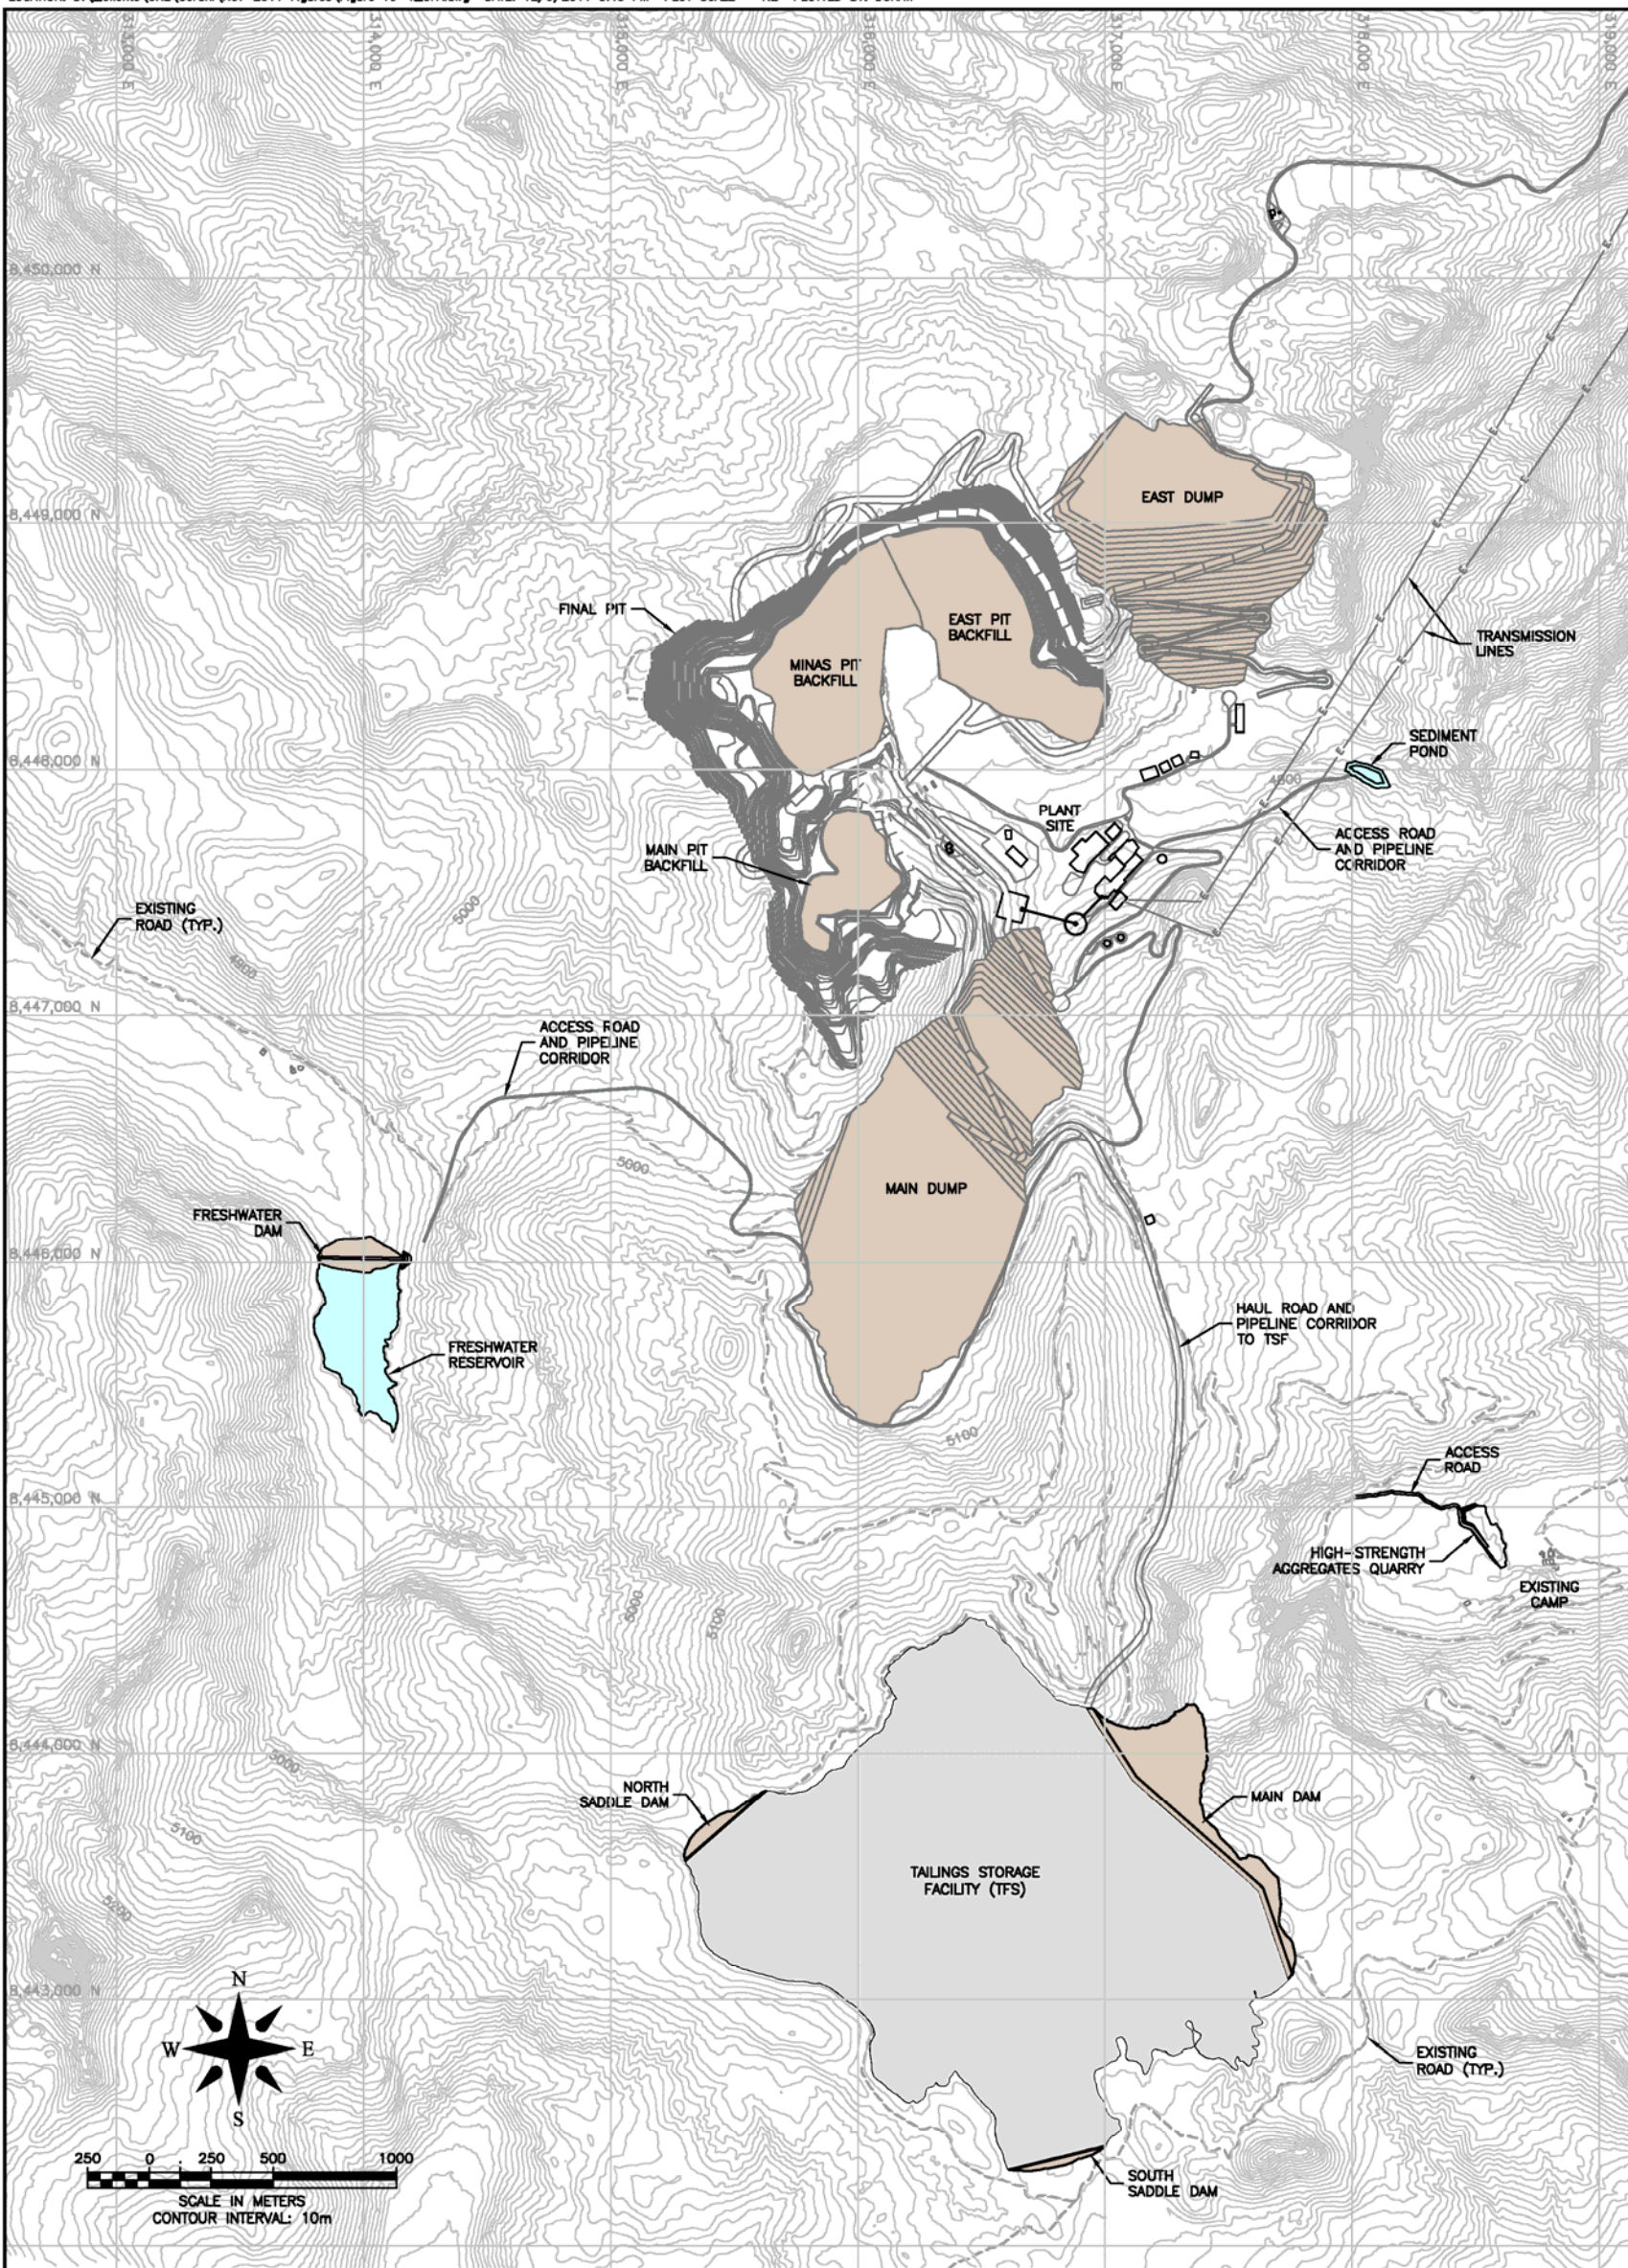 313,000 E
314,000 E
315,000 E
316,000 E
317,000 E
318,000 E
319,000 E
8,450,000 N
EAST DUMP
8,449,000 N
FINAL PIT
EAST PIT
BACKFILL
TRANSMISSION
LINES
MINAS PIT
BACKFILL
SEDIMENT
POND
8,448,000 N
4800
PLANT
SITE
ACCESS ROAD
AND PIPELINE
CORRIDOR
MAIN PIT
BACKFILL
EXISTING
ROAD (TYP.)
5000
4900
8,447,000 N
ACCESS ROAD
AND PIPELINE
CORRIDOR
5000
MAIN DUMP
FRESHWATER
DAM
8,446,000 N
HAUL ROAD AND
PIPELINE CORRIDOR
TO TSF
FRESHWATER
RESERVOIR
5100
ACCESS
ROAD
8,445,000 N
HIGH-STRENGTH
AGGREGATES QUARRY
EXISTING
CAMP
5000
5100
8,444,000 N
5000
NORTH
SADDLE DAM
MAIN DAM
5100
TAILINGS STORAGE
FACILITY (TFS)
5200
8,443,000 N
N
W
E
S
EXISTING
ROAD (TYP.)
250 0 250 500 1000
SCALE IN METERS
CONTOUR INTERVAL: 10m
SOUTH
SADDLE DAM